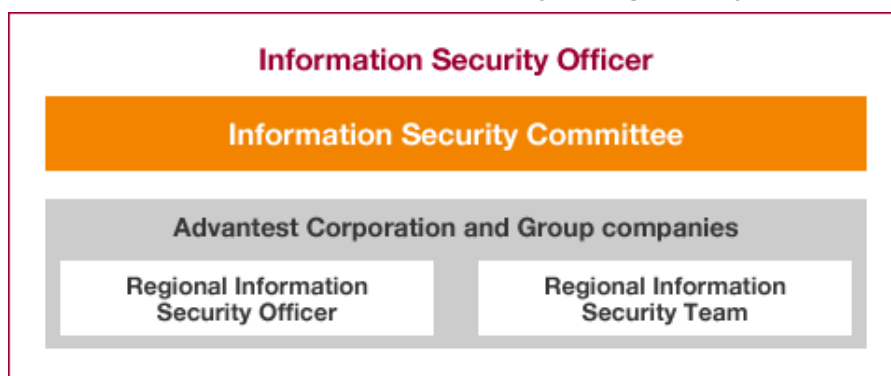 Information Security Officer
Information Security Committee
Advantest Corporation and Group companies
Regional Information
Security Officer
Regional Information
Security Team